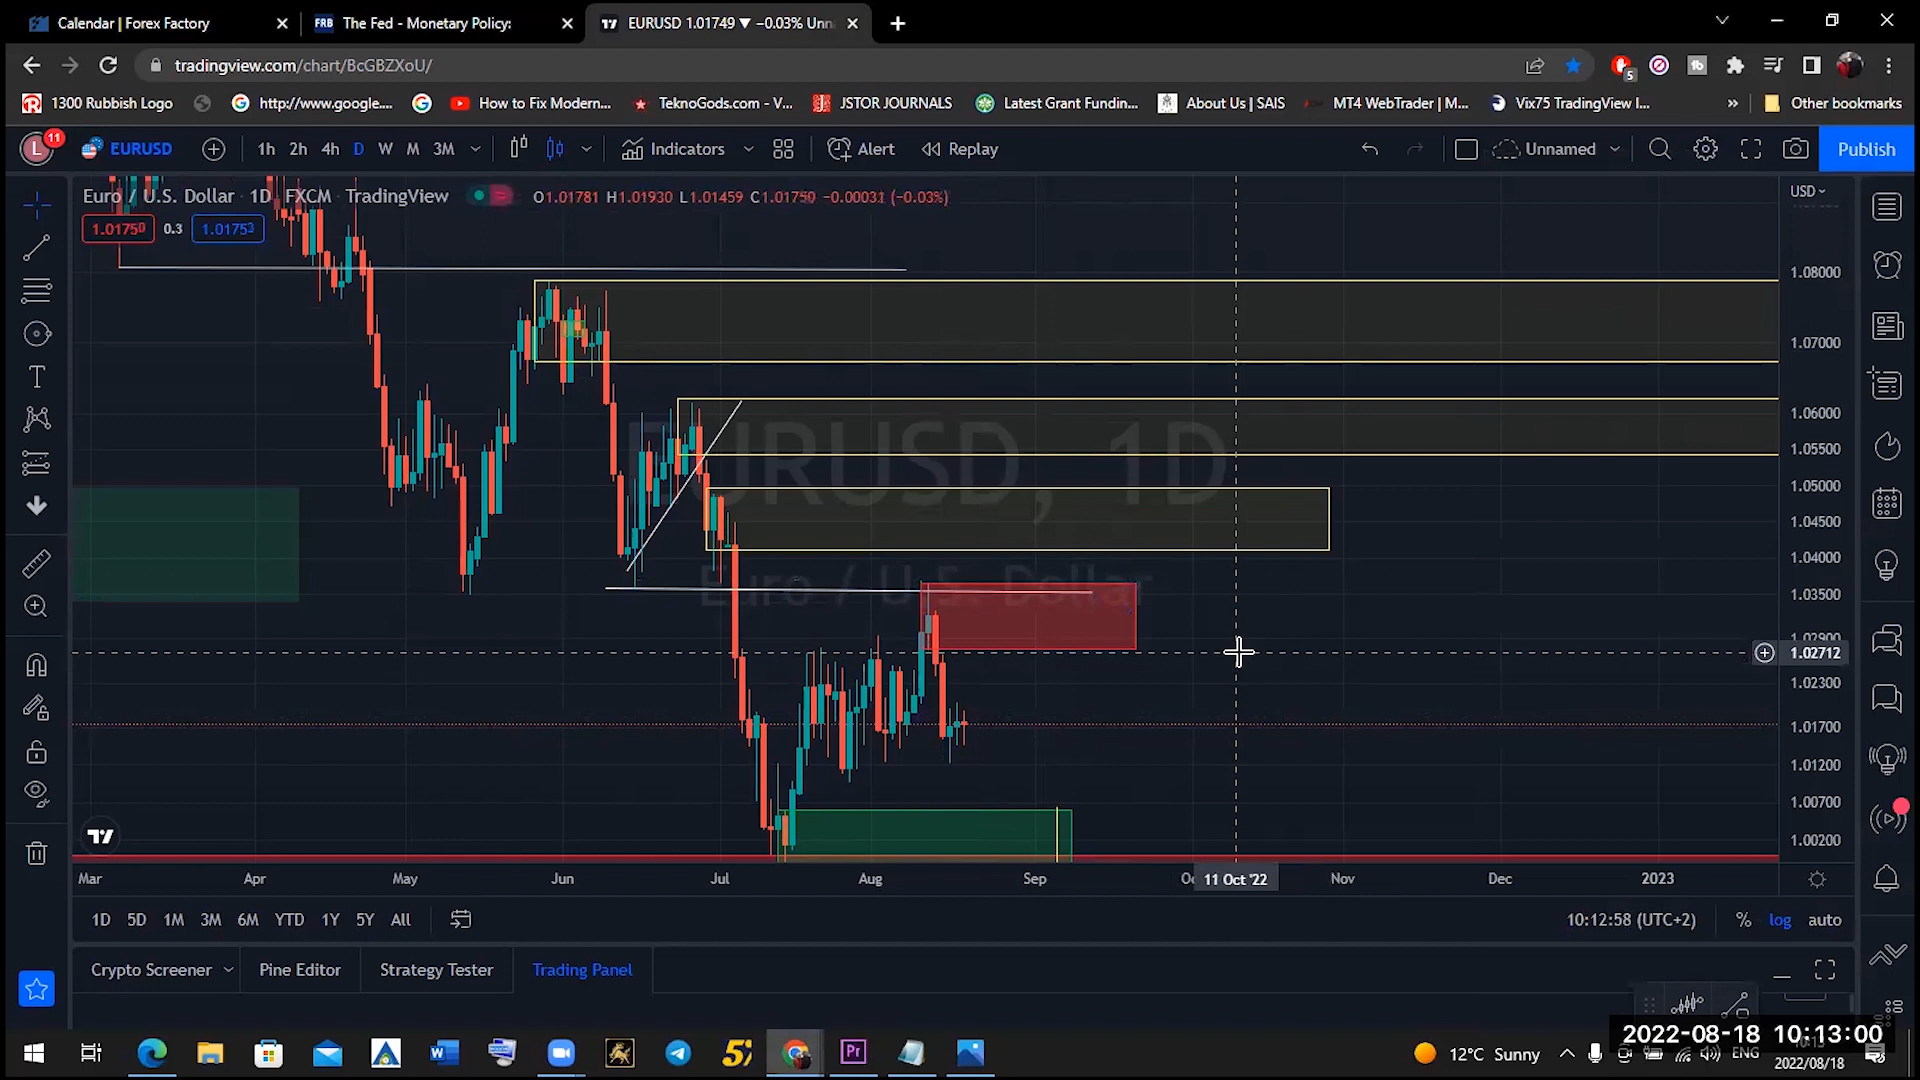 Calendar | Forex Factory
FRB The Fed - Monetary Policy:
EURUSD 1.01749 ▼ −0.03% Unn
tradingview.com/chart/BcGBZXoU/
5
1300 Rubbish Logo
http://www.google....
How to Fix Modern...
TeknoGods.com - V...
JSTOR JOURNALS
Latest Grant Fundin...
About Us | SAIS
MT4 WebTrader | M...
Vix75 TradingView I...
»
Other bookmarks
L 11 EURUSD 1h 2h 4h D W M 3M Indicators Alert Replay Unnamed Publish
Euro / U.S. Dollar · 1D · FXCM · TradingView O1.01781 H1.01930 L1.01459 C1.01750 −0.00031 (−0.03%)
USD
1.01750 0.3 1.01753
1.08000
1.07000
1.06000
1.05500
1.05000
1.04500
1.04000
1.03500
1.02900
1.02712
1.02300
1.01700
1.01200
1.00700
1.00200
EURUSD, 1D
Euro / U.S. Dollar
Mar Apr May Jun Jul Aug Sep 11 Oct '22 Nov Dec 2023
1D 5D 1M 3M 6M YTD 1Y 5Y All 10:12:58 (UTC+2) % log auto
Crypto Screener Pine Editor Strategy Tester Trading Panel
2022-08-18 10:13:00
12°C Sunny ENG
2022/08/18